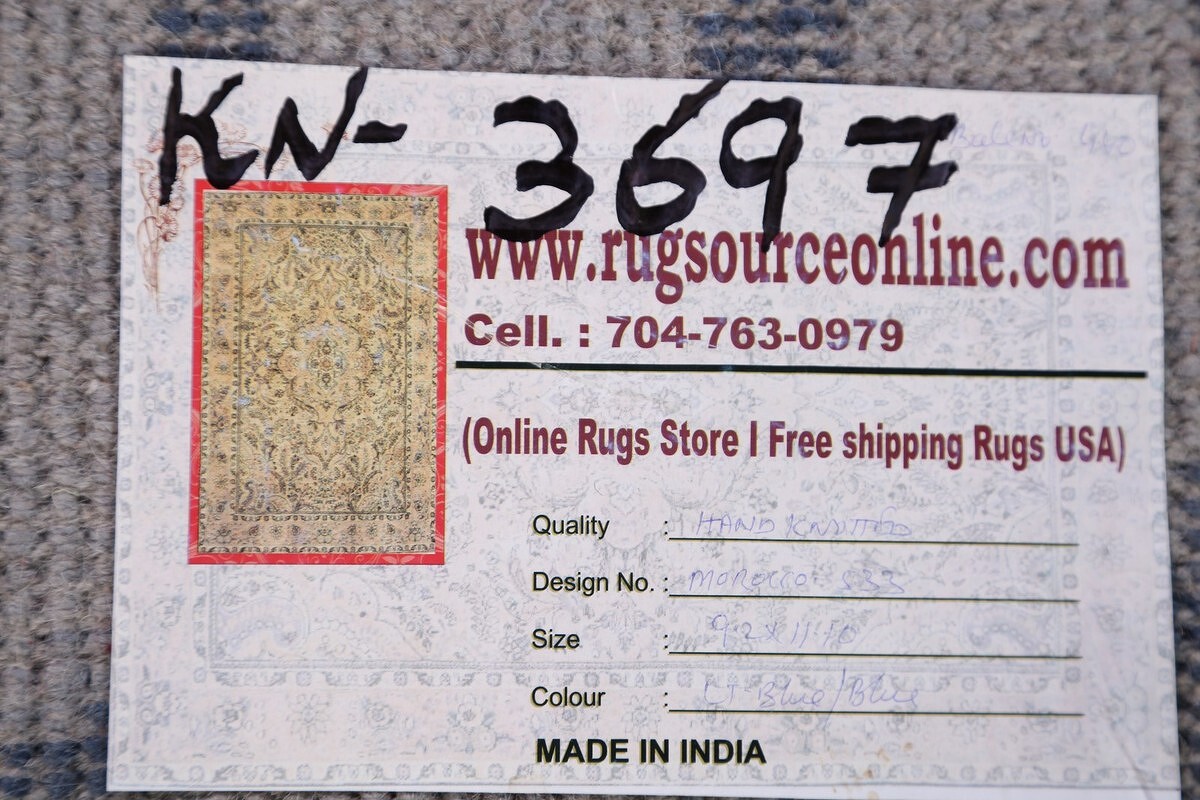 KN- 3697
www.rugsourceonline.com
Cell. : 704-763-0979
(Online Rugs Store I Free shipping Rugs USA)
Quality : HAND KNITTED
Design No. : MOROCCO 533
Size : 9.2X11.10
Colour : LT-Blue/Blue
MADE IN INDIA